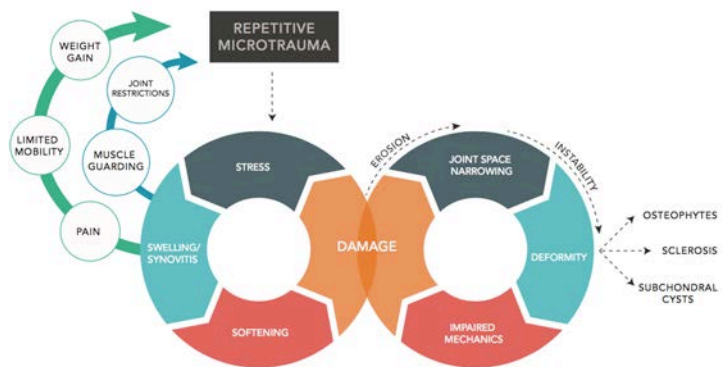 REPETITIVE
MICROTRAUMA
WEIGHT
GAIN
JOINT
RESTRICTIONS
LIMITED
MOBILITY
MUSCLE
GUARDING
PAIN
STRESS
SWELLING/
SYNOVITIS
SOFTENING
DAMAGE
EROSION
JOINT SPACE
NARROWING
INSTABILITY
DEFORMITY
IMPAIRED
MECHANICS
OSTEOPHYTES
SCLEROSIS
SUBCHONDRAL
CYSTS